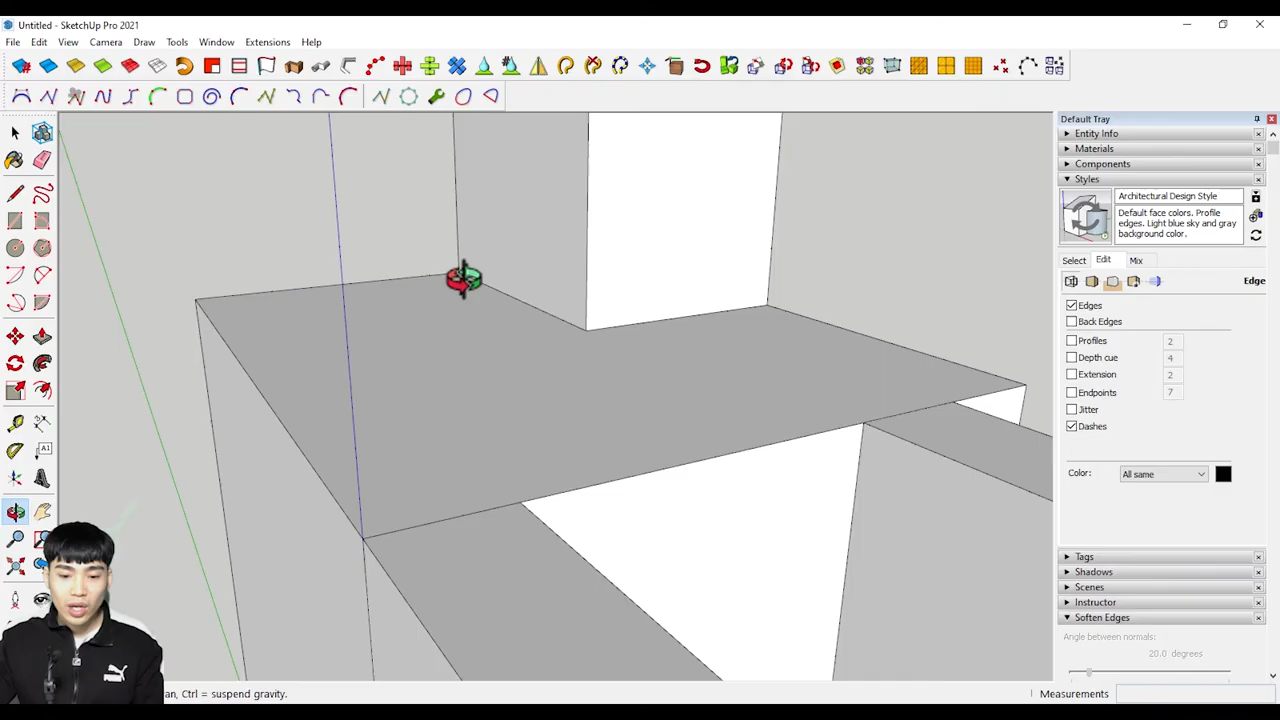 Untitled - SketchUp Pro 2021
File Edit View Camera Draw Tools Window Extensions Help
Default Tray
Entity Info
Materials
Components
Styles
Architectural Design Style
Default face colors. Profile
edges. Light blue sky and gray
background color.
Select Edit Mix
Edge
Edges
Back Edges
Profiles 2
Depth cue 4
Extension 2
Endpoints 7
Jitter
Dashes
Color: All same
Tags
Shadows
Scenes
Instructor
Soften Edges
Angle between normals:
20.0 degrees
A1
an, Ctrl = suspend gravity.
Measurements